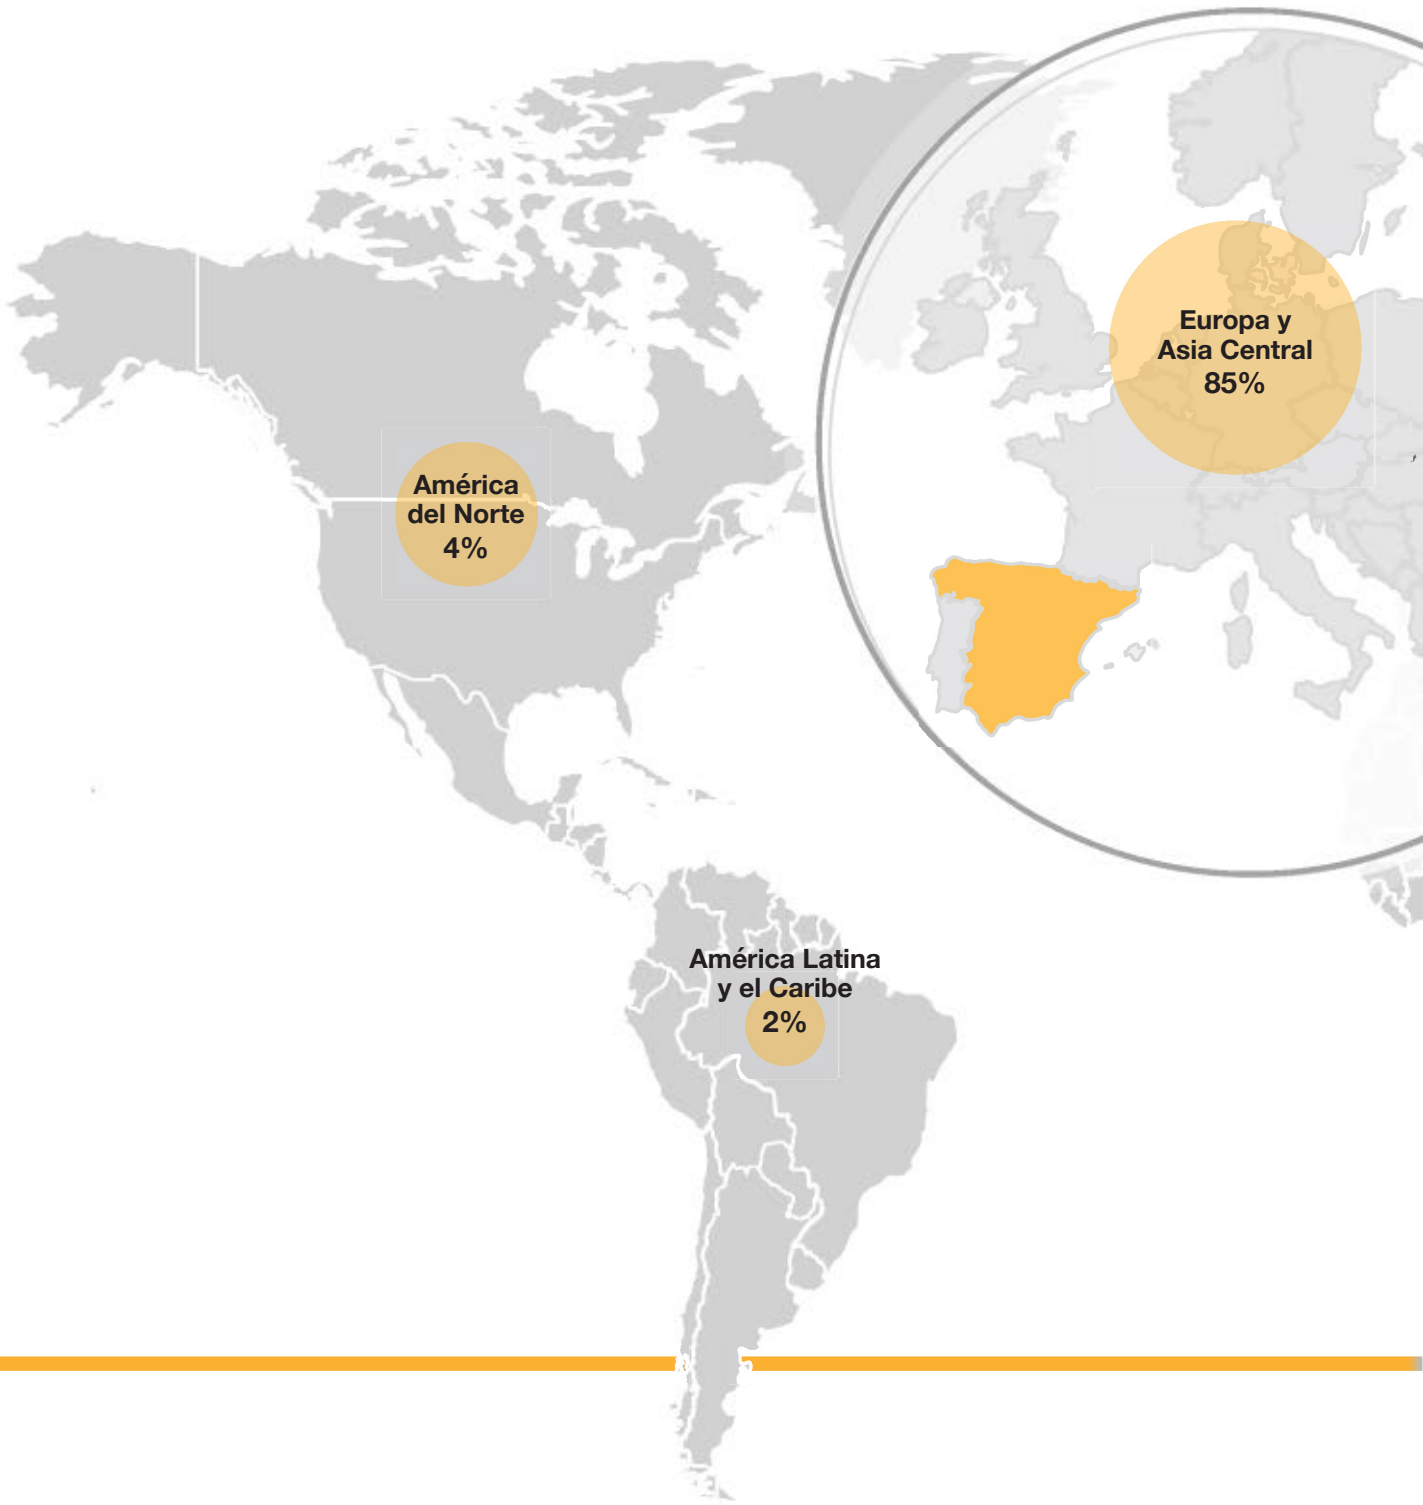 Europa y
Asia Central
85%
América
del Norte
4%
América Latina
y el Caribe
2%